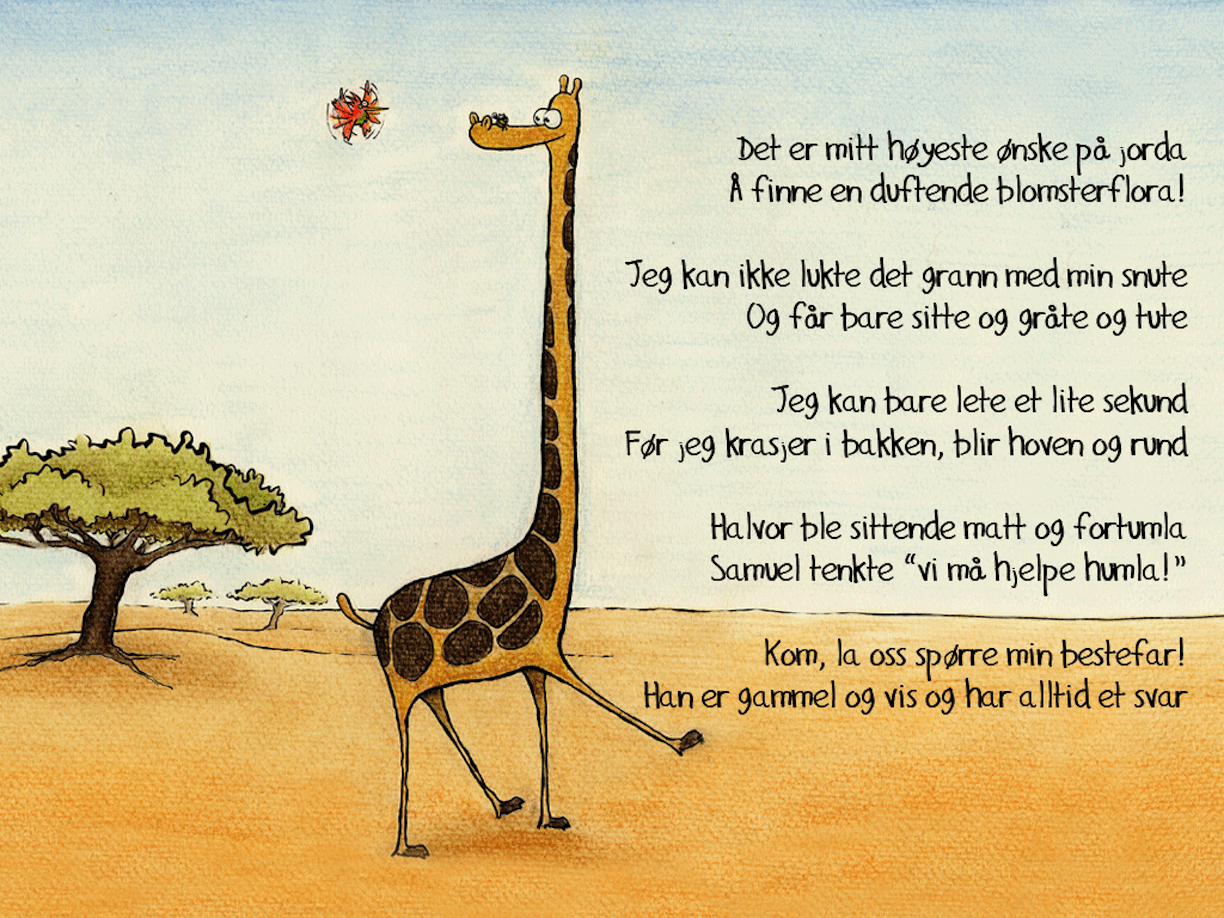 Det er mitt høyeste ønske på jorda
Å finne en duftende blomsterflora!
Jeg kan ikke lukte det grann med min snute
Og får bare sitte og gråte og tute
Jeg kan bare lete et lite sekund
Før jeg krasjer i bakken, blir hoven og rund
Halvor ble sittende matt og fortumla
Samuel tenkte “vi må hjelpe humla!”
Kom, la oss spørre min bestefar!
Han er gammel og vis og har alltid et svar